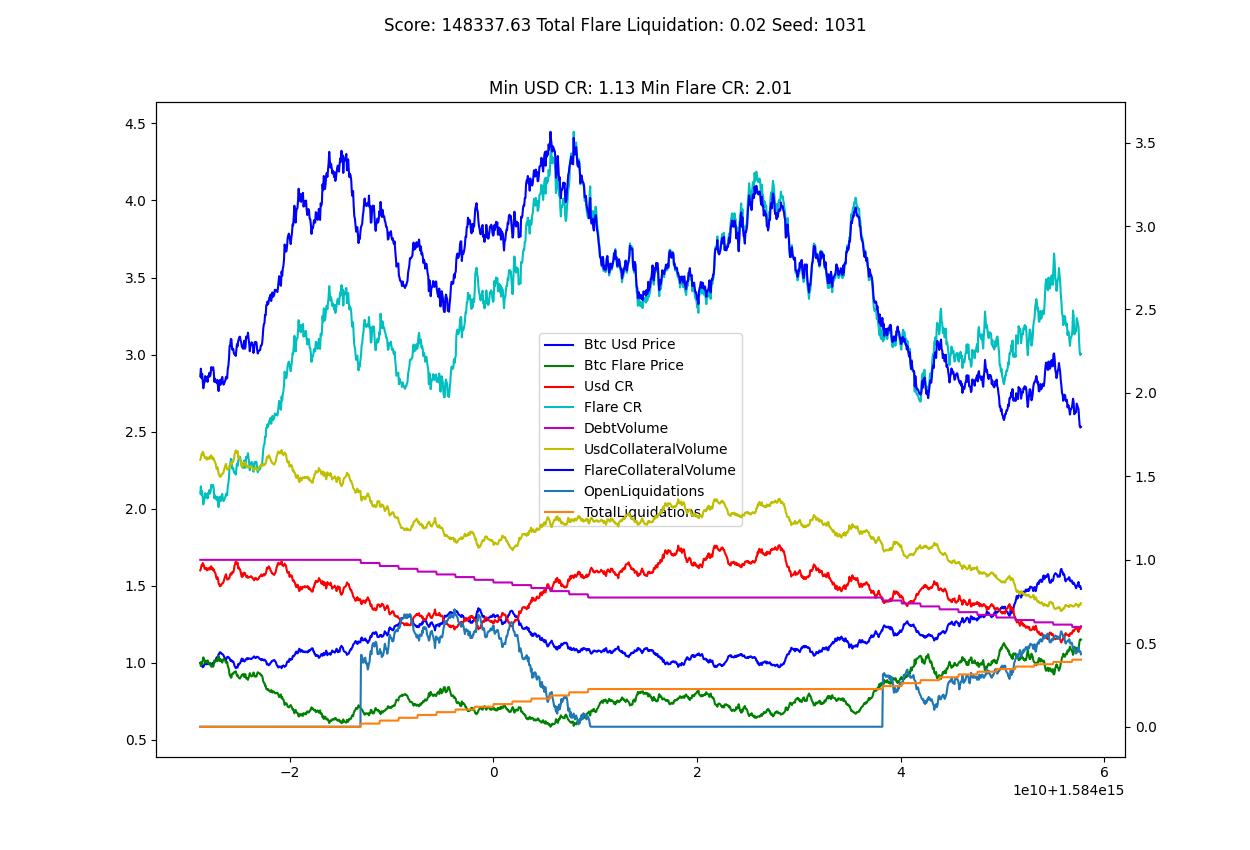 Score: 148337.63 Total Flare Liquidation: 0.02 Seed: 1031
Min USD CR: 1.13 Min Flare CR: 2.01
4.5
4.0
3.5
3.0
2.5
2.0
1.5
1.0
0.5
3.5
3.0
2.5
2.0
1.5
1.0
0.5
0.0
Btc Usd Price
Btc Flare Price
Usd CR
Flare CR
DebtVolume
UsdCollateralVolume
FlareCollateralVolume
OpenLiquidations
TotalLiquidations
−2 0 2 4 6
1e10+1.584e15